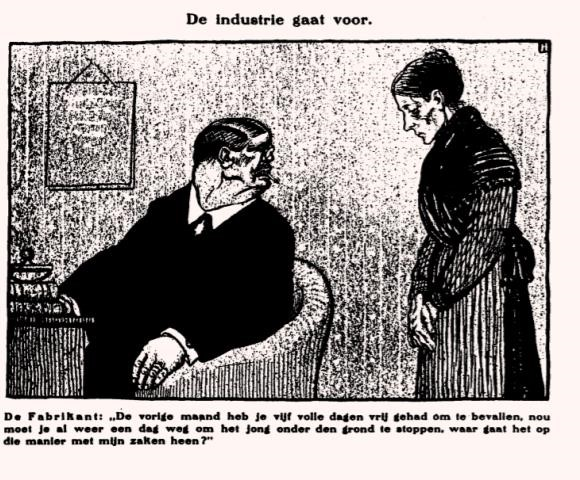 De industrie gaat voor.
H
De Fabrikant: „De vorige maand heb je vijf volle dagen vrij gehad om te bevallen, nou
moet je al weer een dag weg om het jong onder den grond te stoppen, waar gaat het op
die manier met mijn zaken heen?"